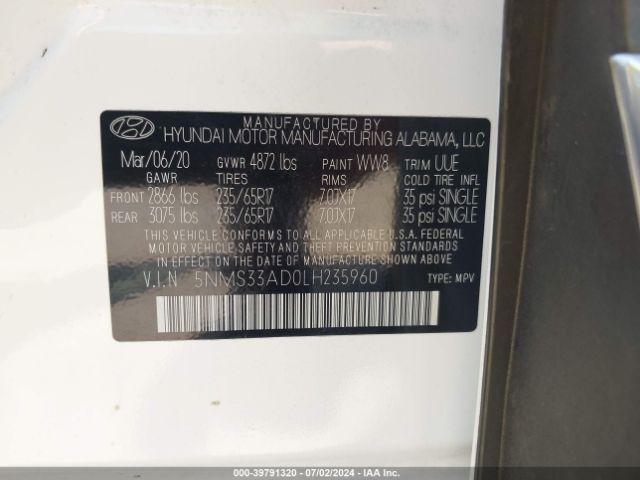 MANUFACTURED BY
HYUNDAI MOTOR MANUFACTURING ALABAMA, LLC
Mar/06/20 GVWR 4872 lbs PAINT WW8 TRIM UUE
GAWR TIRES RIMS COLD TIRE INFL
FRONT 2866 lbs 235/65R17 7.0JX17 35 psi SINGLE
REAR 3075 lbs 235/65R17 7.0JX17 35 psi SINGLE
THIS VEHICLE CONFORMS TO ALL APPLICABLE U.S. FEDERAL
MOTOR VEHICLE SAFETY AND THEFT PREVENTION STANDARDS
IN EFFECT ON THE DATE OF MANUFACTURE SHOWN ABOVE.
V.I.N 5NMS33AD0LH235960 TYPE: MPV
000-39791320 - 07/02/2024 - IAA Inc.